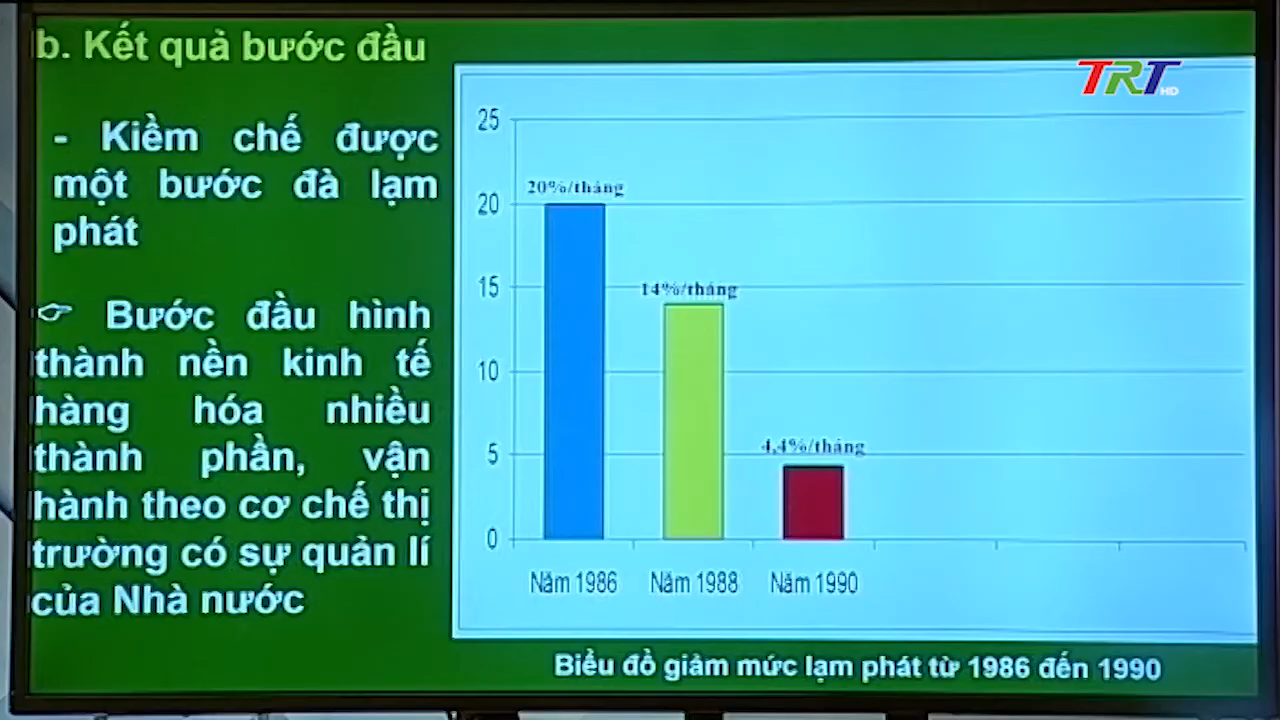 b. Kết quả bước đầu
- Kiềm chế được
một bước đà lạm
phát
☞ Bước đầu hình
thành nền kinh tế
hàng hóa nhiều
thành phần, vận
hành theo cơ chế thị
trường có sự quản lí
của Nhà nước
TRT HD
25
20
15
10
5
0
20%/tháng
14%/tháng
4,4%/tháng
Năm 1986 Năm 1988 Năm 1990
Biểu đồ giảm mức lạm phát từ 1986 đến 1990